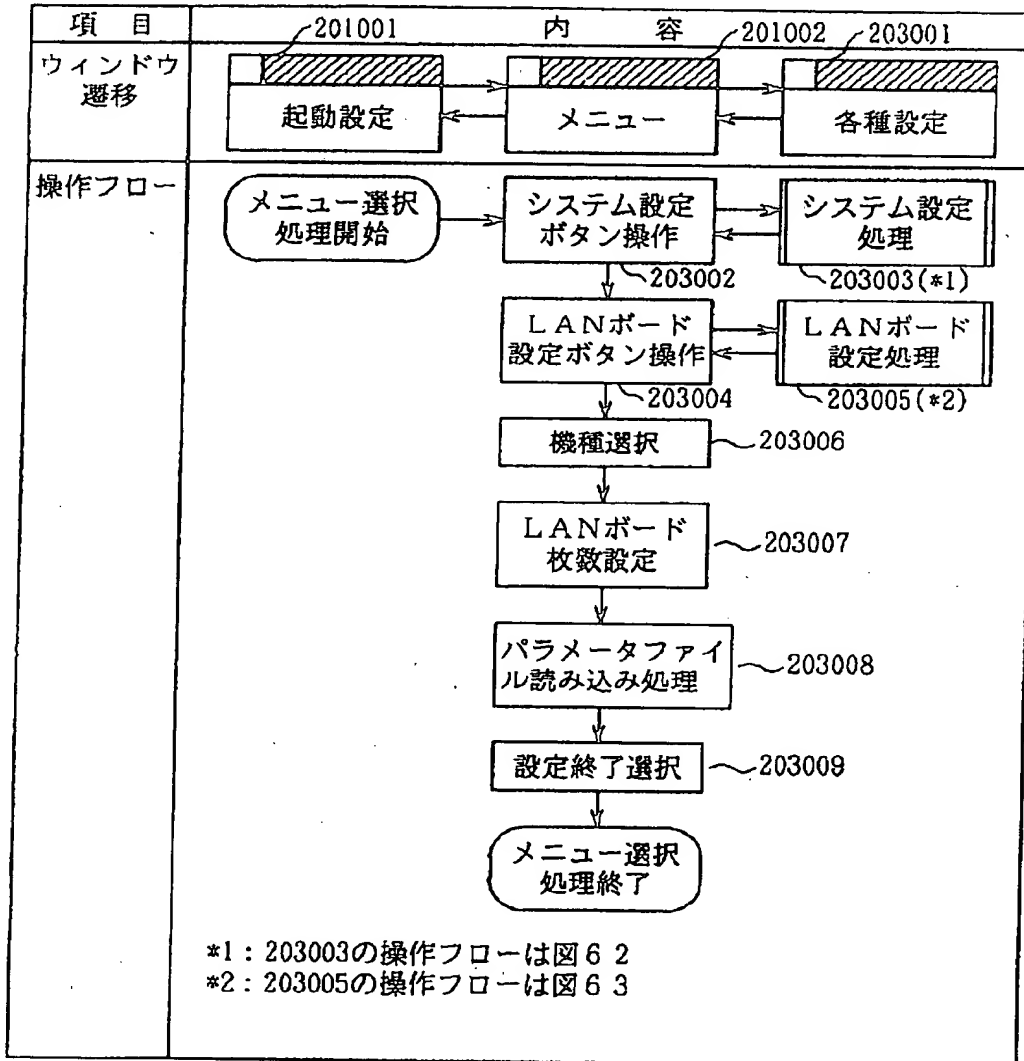 項 目
内 容
201001
201002
203001
ウィンドウ
遷移
起動設定
メニュー
各種設定
操作フロー
メニュー選択
処理開始
システム設定
ボタン操作
システム設定
処理
203002
203003(*1)
LANボード
設定ボタン操作
LANボード
設定処理
203004
203005(*2)
機種選択
203006
LANボード
枚数設定
203007
パラメータファイ
ル読み込み処理
203008
設定終了選択
203009
メニュー選択
処理終了
*1:203003の操作フローは図62
*2:203005の操作フローは図63